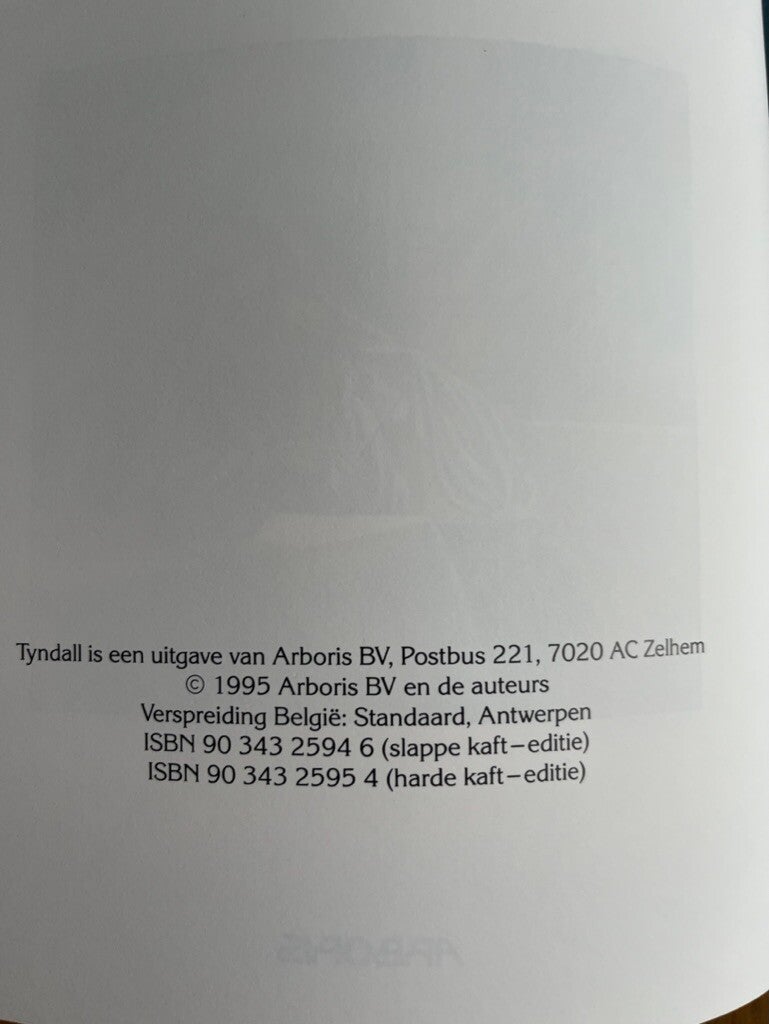 Tyndall is een uitgave van Arboris BV, Postbus 221, 7020 AC Zelhem
© 1995 Arboris BV en de auteurs
Verspreiding België: Standaard, Antwerpen
ISBN 90 343 2594 6 (slappe kaft–editie)
ISBN 90 343 2595 4 (harde kaft–editie)
ARBORIS